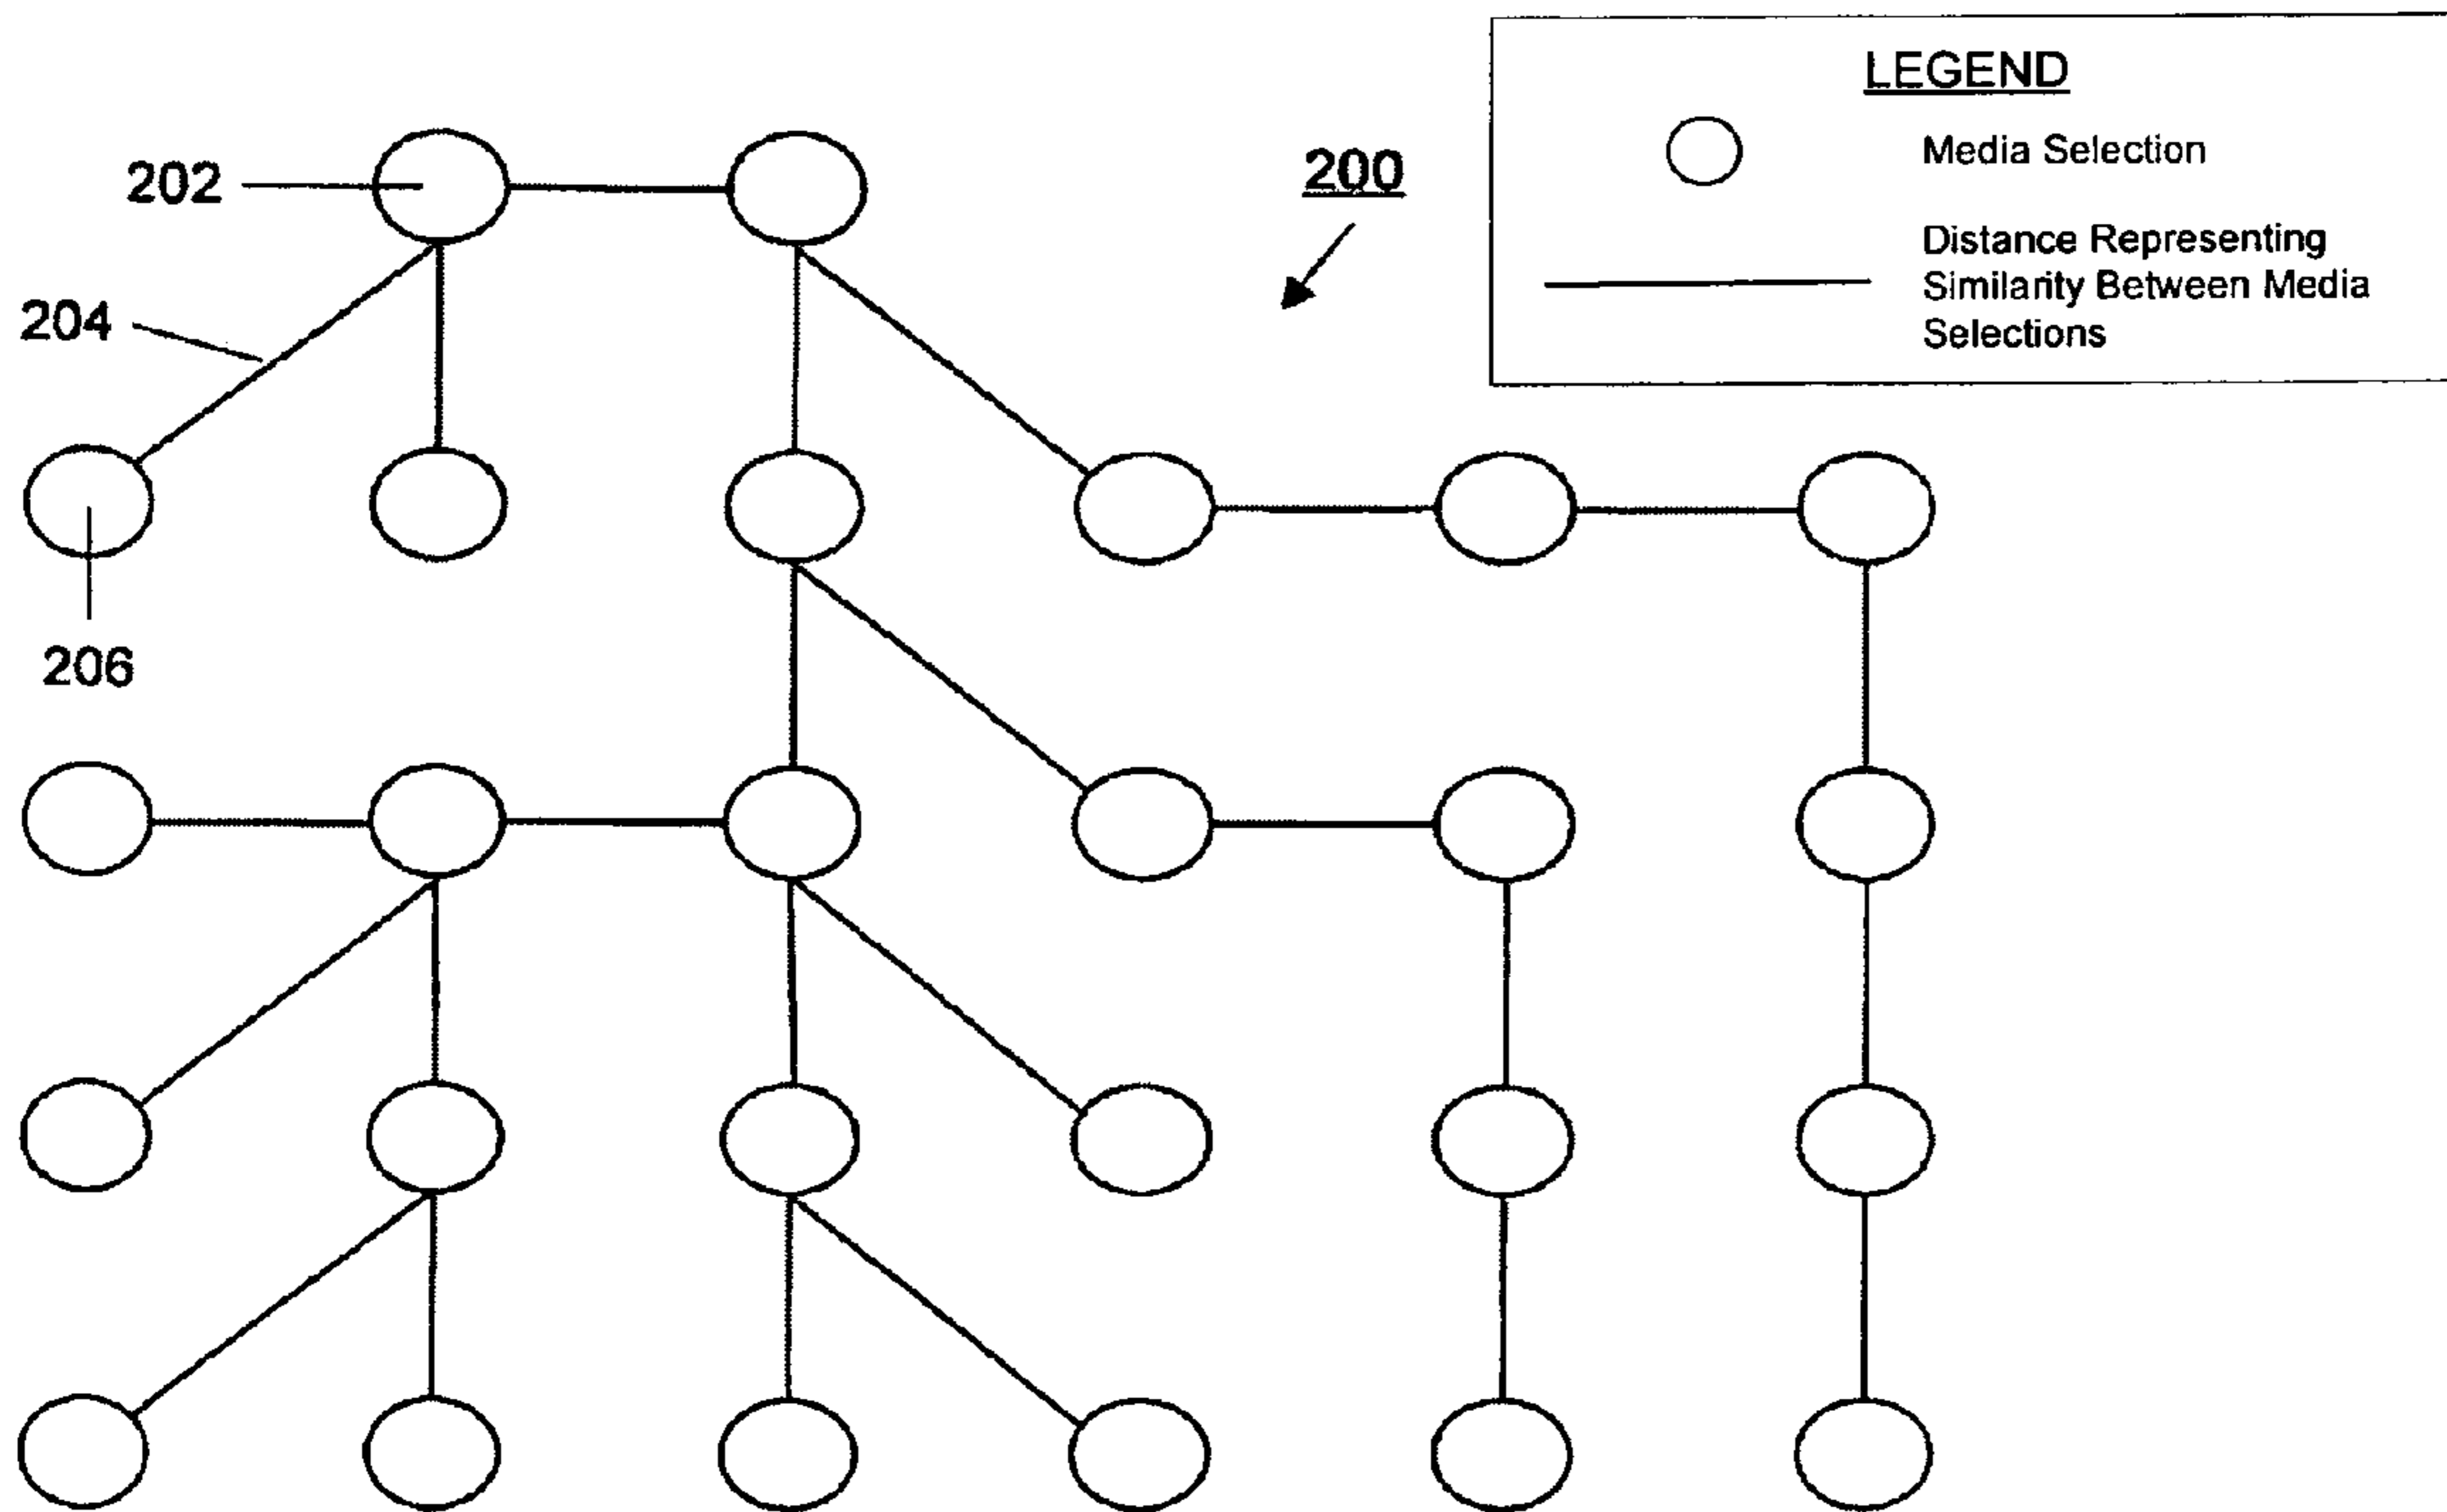 LEGEND
Media Selection
Distance Representing
Similarity Between Media
Selections
200
202
204
206